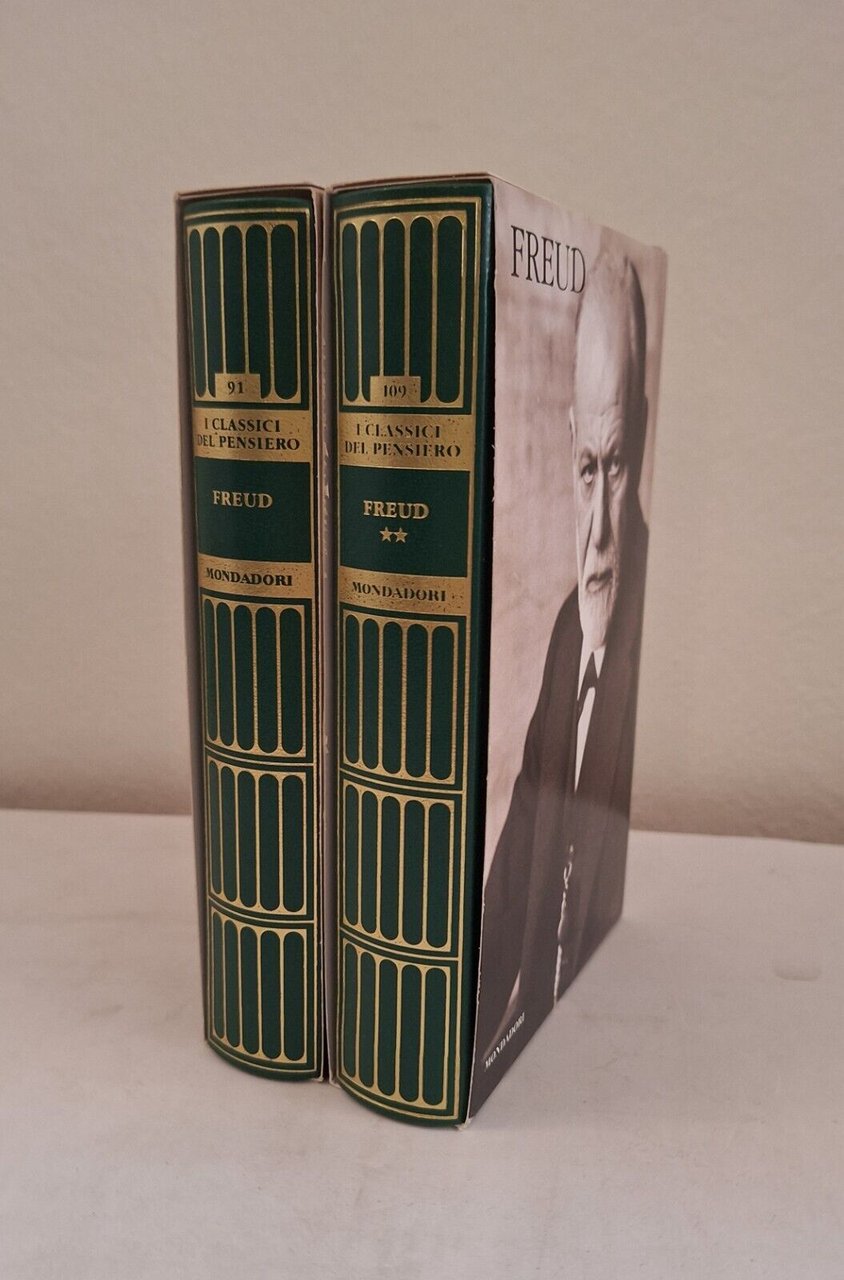 91
I CLASSICI
DEL PENSIERO
FREUD
MONDADORI
109
I CLASSICI
DEL PENSIERO
FREUD
★★
MONDADORI
FREUD
MONDADORI